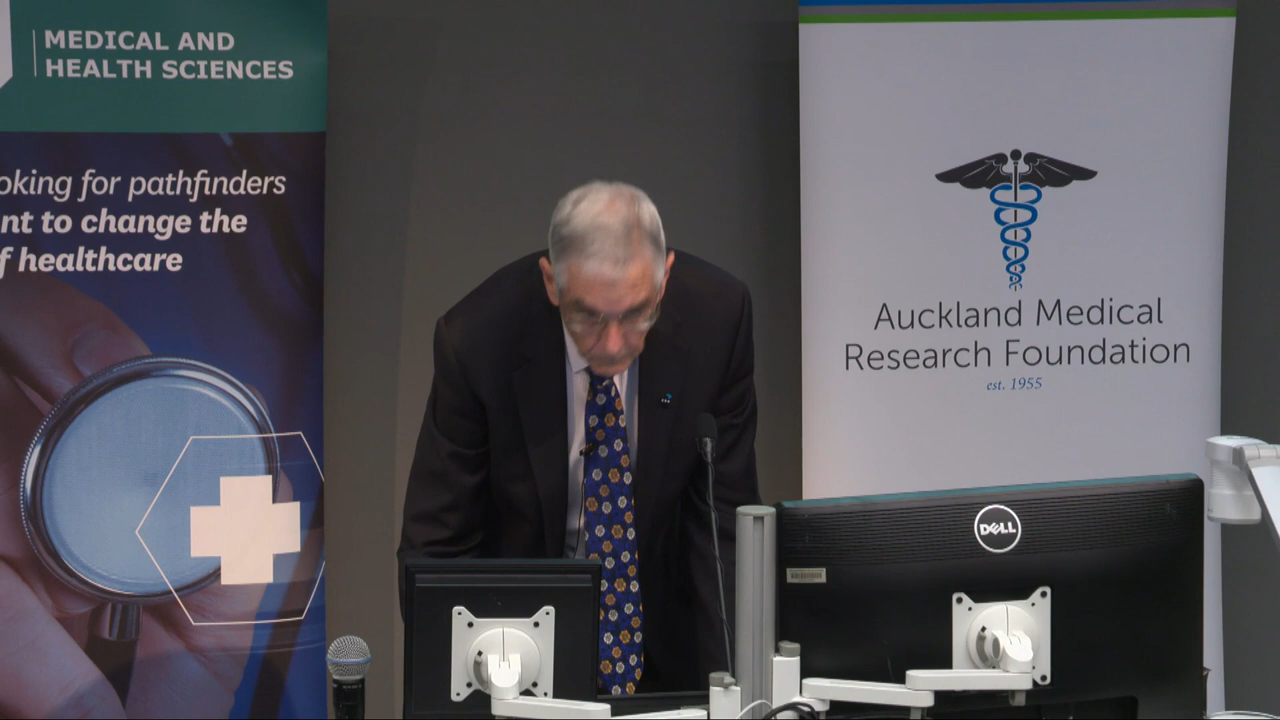 MEDICAL AND
HEALTH SCIENCES
oking for pathfinders
nt to change the
f healthcare
Auckland Medical
Research Foundation
est. 1955
DELL